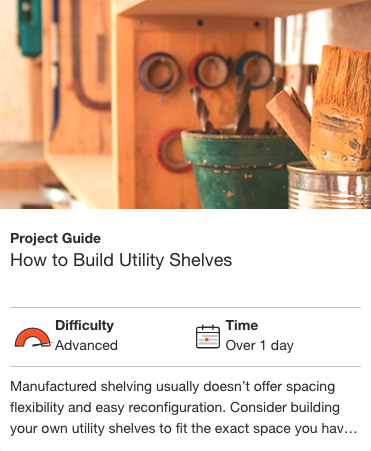 Project Guide
How to Build Utility Shelves
Difficulty
Advanced
Time
Over 1 day
Manufactured shelving usually doesn’t offer spacing
flexibility and easy reconfiguration. Consider building
your own utility shelves to fit the exact space you hav…